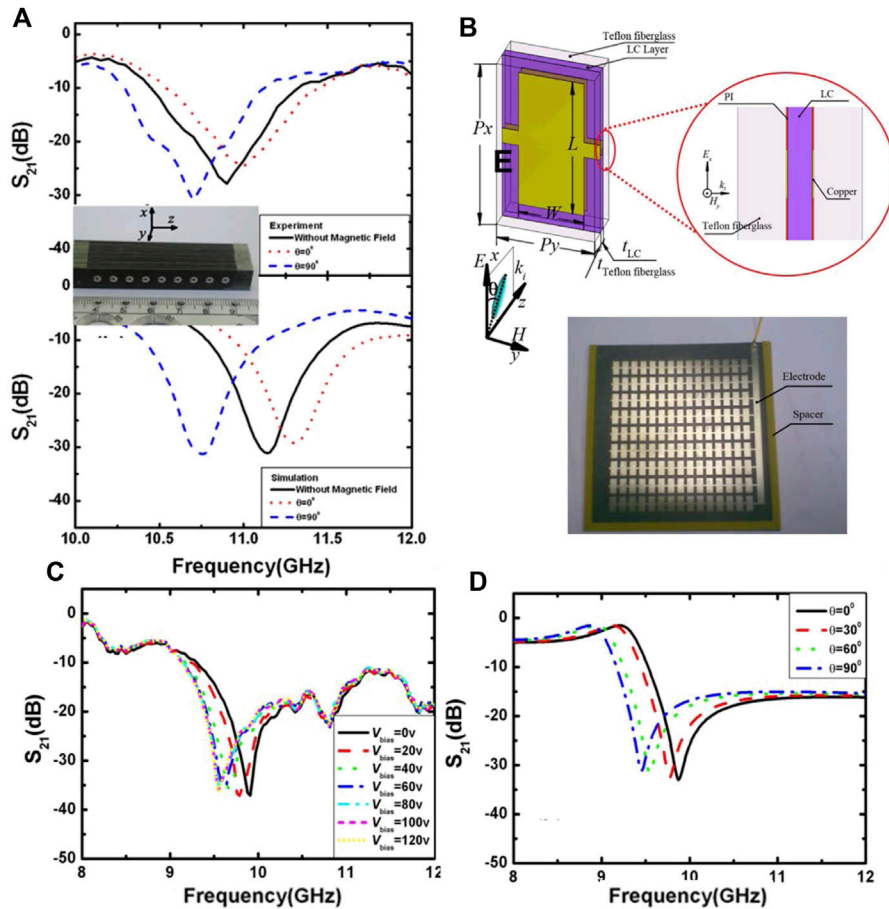 A
0
-10
-20
-30
-40
S21(dB)
x
y
z
Experiment
Without Magnetic Field
θ=0°
θ=90°
0
-10
-20
-30
-40
S21(dB)
Simulation
Without Magnetic Field
θ=0°
θ=90°
10.0 10.5 11.0 11.5 12.0
Frequency(GHz)
B
Teflon fiberglass
LC Layer
Px
E
L
W
Py
tLC
t Teflon fiberglass
E x
θ
ki
z
H
y
PI
LC
Ex
ki
Hy
Copper
Teflon fiberglass
Electrode
Spacer
C
0
-10
-20
-30
-40
-50
S21(dB)
Vbias=0v
Vbias=20v
Vbias=40v
Vbias=60v
Vbias=80v
Vbias=100v
Vbias=120v
8 9 10 11 12
Frequency(GHz)
D
0
-10
-20
-30
-40
-50
S21(dB)
θ=0°
θ=30°
θ=60°
θ=90°
8 9 10 11 12
Frequency(GHz)